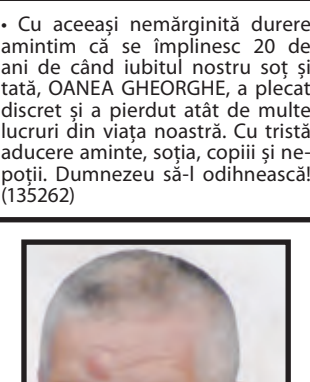 • Cu aceeași nemărginită durere
amintim că se împlinesc 20 de
ani de când iubitul nostru soț și
tată, OANEA GHEORGHE, a plecat
discret și a pierdut atât de multe
lucruri din viața noastră. Cu tristă
aducere aminte, soția, copiii și ne-
poții. Dumnezeu să-l odihnească!
(135262)